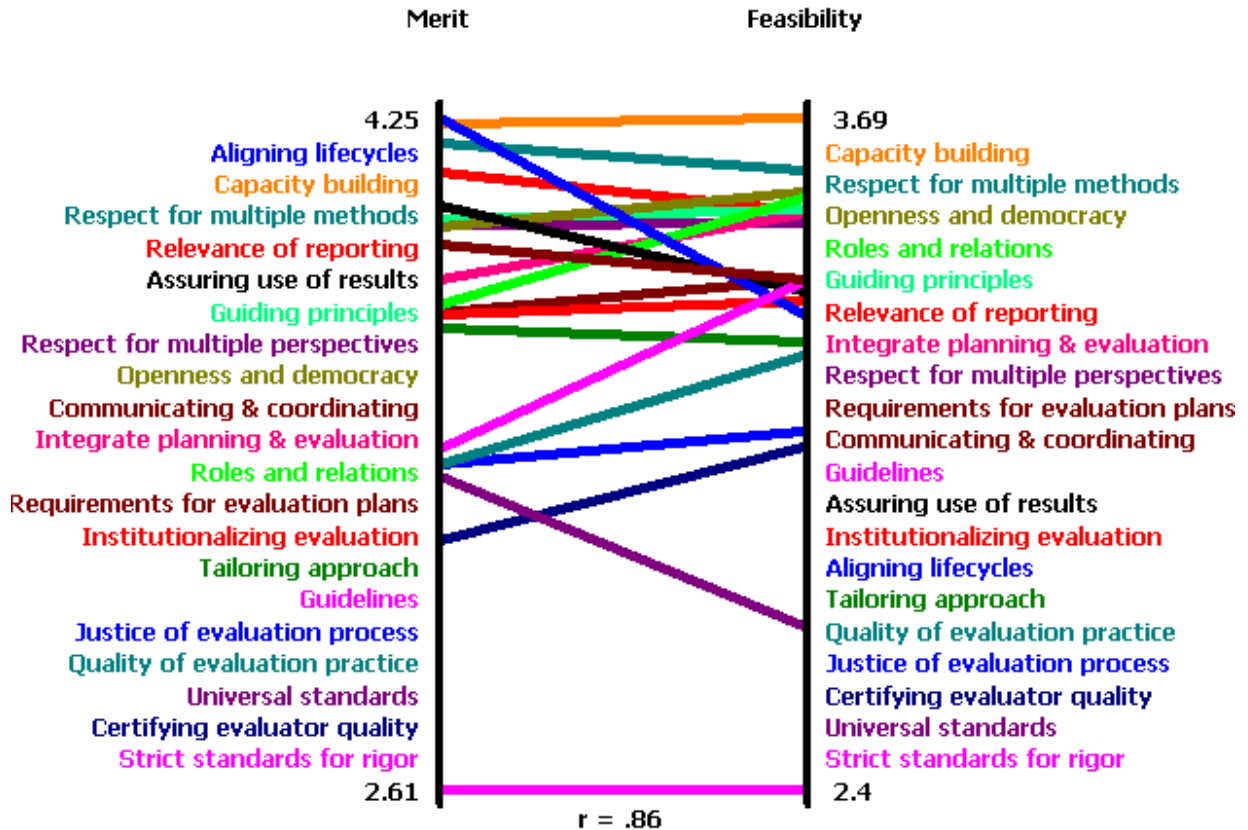 Merit
Feasibility
4.25
Aligning lifecycles
Capacity building
Respect for multiple methods
Relevance of reporting
Assuring use of results
Guiding principles
Respect for multiple perspectives
Openness and democracy
Communicating & coordinating
Integrate planning & evaluation
Roles and relations
Requirements for evaluation plans
Institutionalizing evaluation
Tailoring approach
Guidelines
Justice of evaluation process
Quality of evaluation practice
Universal standards
Certifying evaluator quality
Strict standards for rigor
2.61
3.69
Capacity building
Respect for multiple methods
Openness and democracy
Roles and relations
Guiding principles
Relevance of reporting
Integrate planning & evaluation
Respect for multiple perspectives
Requirements for evaluation plans
Communicating & coordinating
Guidelines
Assuring use of results
Institutionalizing evaluation
Aligning lifecycles
Tailoring approach
Quality of evaluation practice
Justice of evaluation process
Certifying evaluator quality
Universal standards
Strict standards for rigor
2.4
r = .86